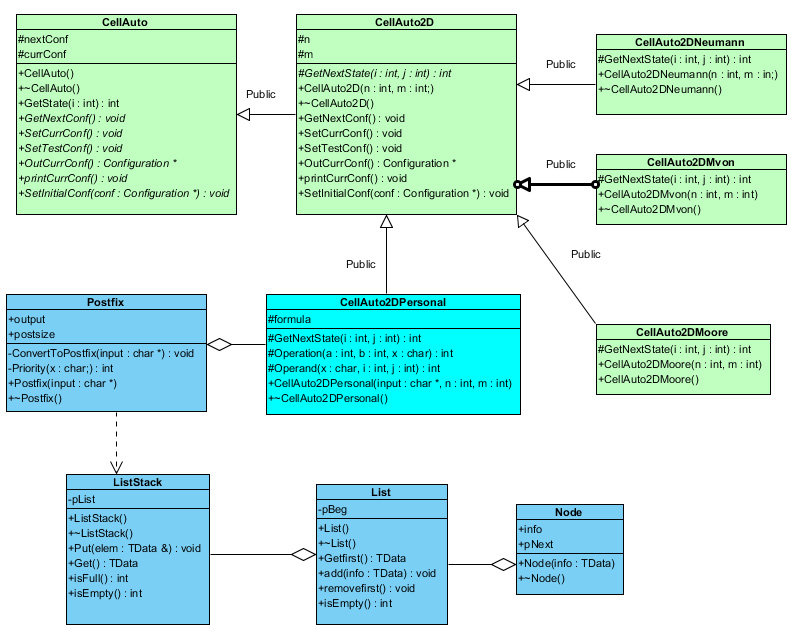 CellAuto
#nextConf
#currConf
+CellAuto()
+~CellAuto()
+GetState(i : int) : int
+GetNextConf() : void
+SetCurrConf() : void
+SetTestConf() : void
+OutCurrConf() : Configuration *
+printCurrConf() : void
+SetInitialConf(conf : Configuration *) : void
Public
CellAuto2D
#n
#m
#GetNextState(i : int, j : int) : int
+CellAuto2D(n : int, m : int;)
+~CellAuto2D()
+GetNextConf() : void
+SetCurrConf() : void
+SetTestConf() : void
+OutCurrConf() : Configuration *
+printCurrConf() : void
+SetInitialConf(conf : Configuration *) : void
Public
CellAuto2DNeumann
#GetNextState(i : int, j : int) : int
+CellAuto2DNeumann(n : int, m : in;)
+~CellAuto2DNeumann()
Public
CellAuto2DMvon
#GetNextState(i : int, j : int) : int
+CellAuto2DMvon(n : int, m : int)
+~CellAuto2DMvon()
Public
Public
CellAuto2DMoore
#GetNextState(i : int, j : int) : int
+CellAuto2DMoore(n : int, m : int)
+CellAuto2DMoore()
Postfix
+output
+postsize
-ConvertToPostfix(input : char *) : void
-Priority(x : char;) : int
+Postfix(input : char *)
+~Postfix()
CellAuto2DPersonal
#formula
#GetNextState(i : int, j : int) : int
#Operation(a : int, b : int, x : char) : int
#Operand(x : char, i : int, j : int) : int
+CellAuto2DPersonal(input : char *, n : int, m : int)
+~CellAuto2DPersonal()
ListStack
-pList
+ListStack()
+~ListStack()
+Put(elem : TData &) : void
+Get() : TData
+isFull() : int
+isEmpty() : int
List
-pBeg
+List()
+~List()
+Getfirst() : TData
+add(info : TData) : void
+removefirst() : void
+isEmpty() : int
Node
+info
+pNext
+Node(info : TData)
+~Node()